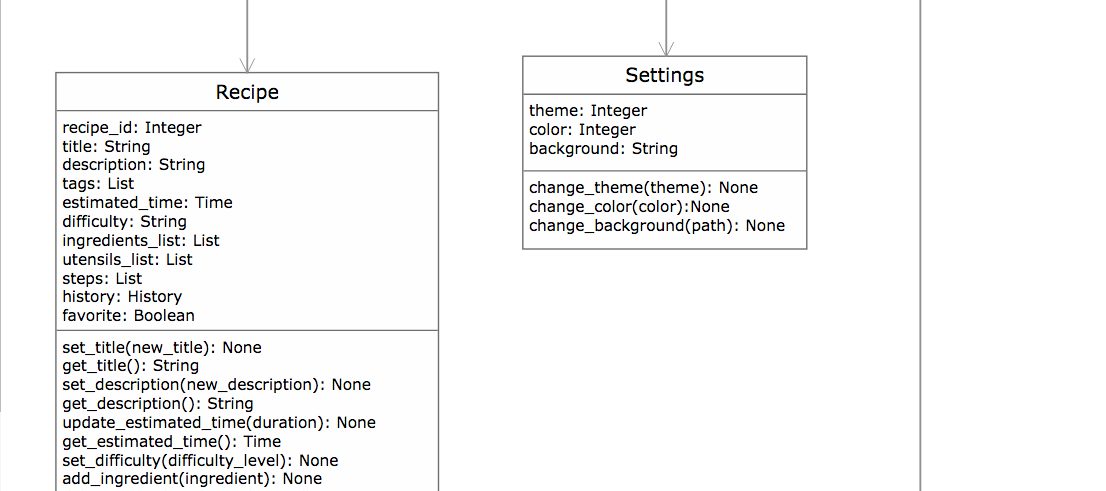 Recipe
recipe_id: Integer
title: String
description: String
tags: List
estimated_time: Time
difficulty: String
ingredients_list: List
utensils_list: List
steps: List
history: History
favorite: Boolean
set_title(new_title): None
get_title(): String
set_description(new_description): None
get_description(): String
update_estimated_time(duration): None
get_estimated_time(): Time
set_difficulty(difficulty_level): None
add_ingredient(ingredient): None
Settings
theme: Integer
color: Integer
background: String
change_theme(theme): None
change_color(color):None
change_background(path): None